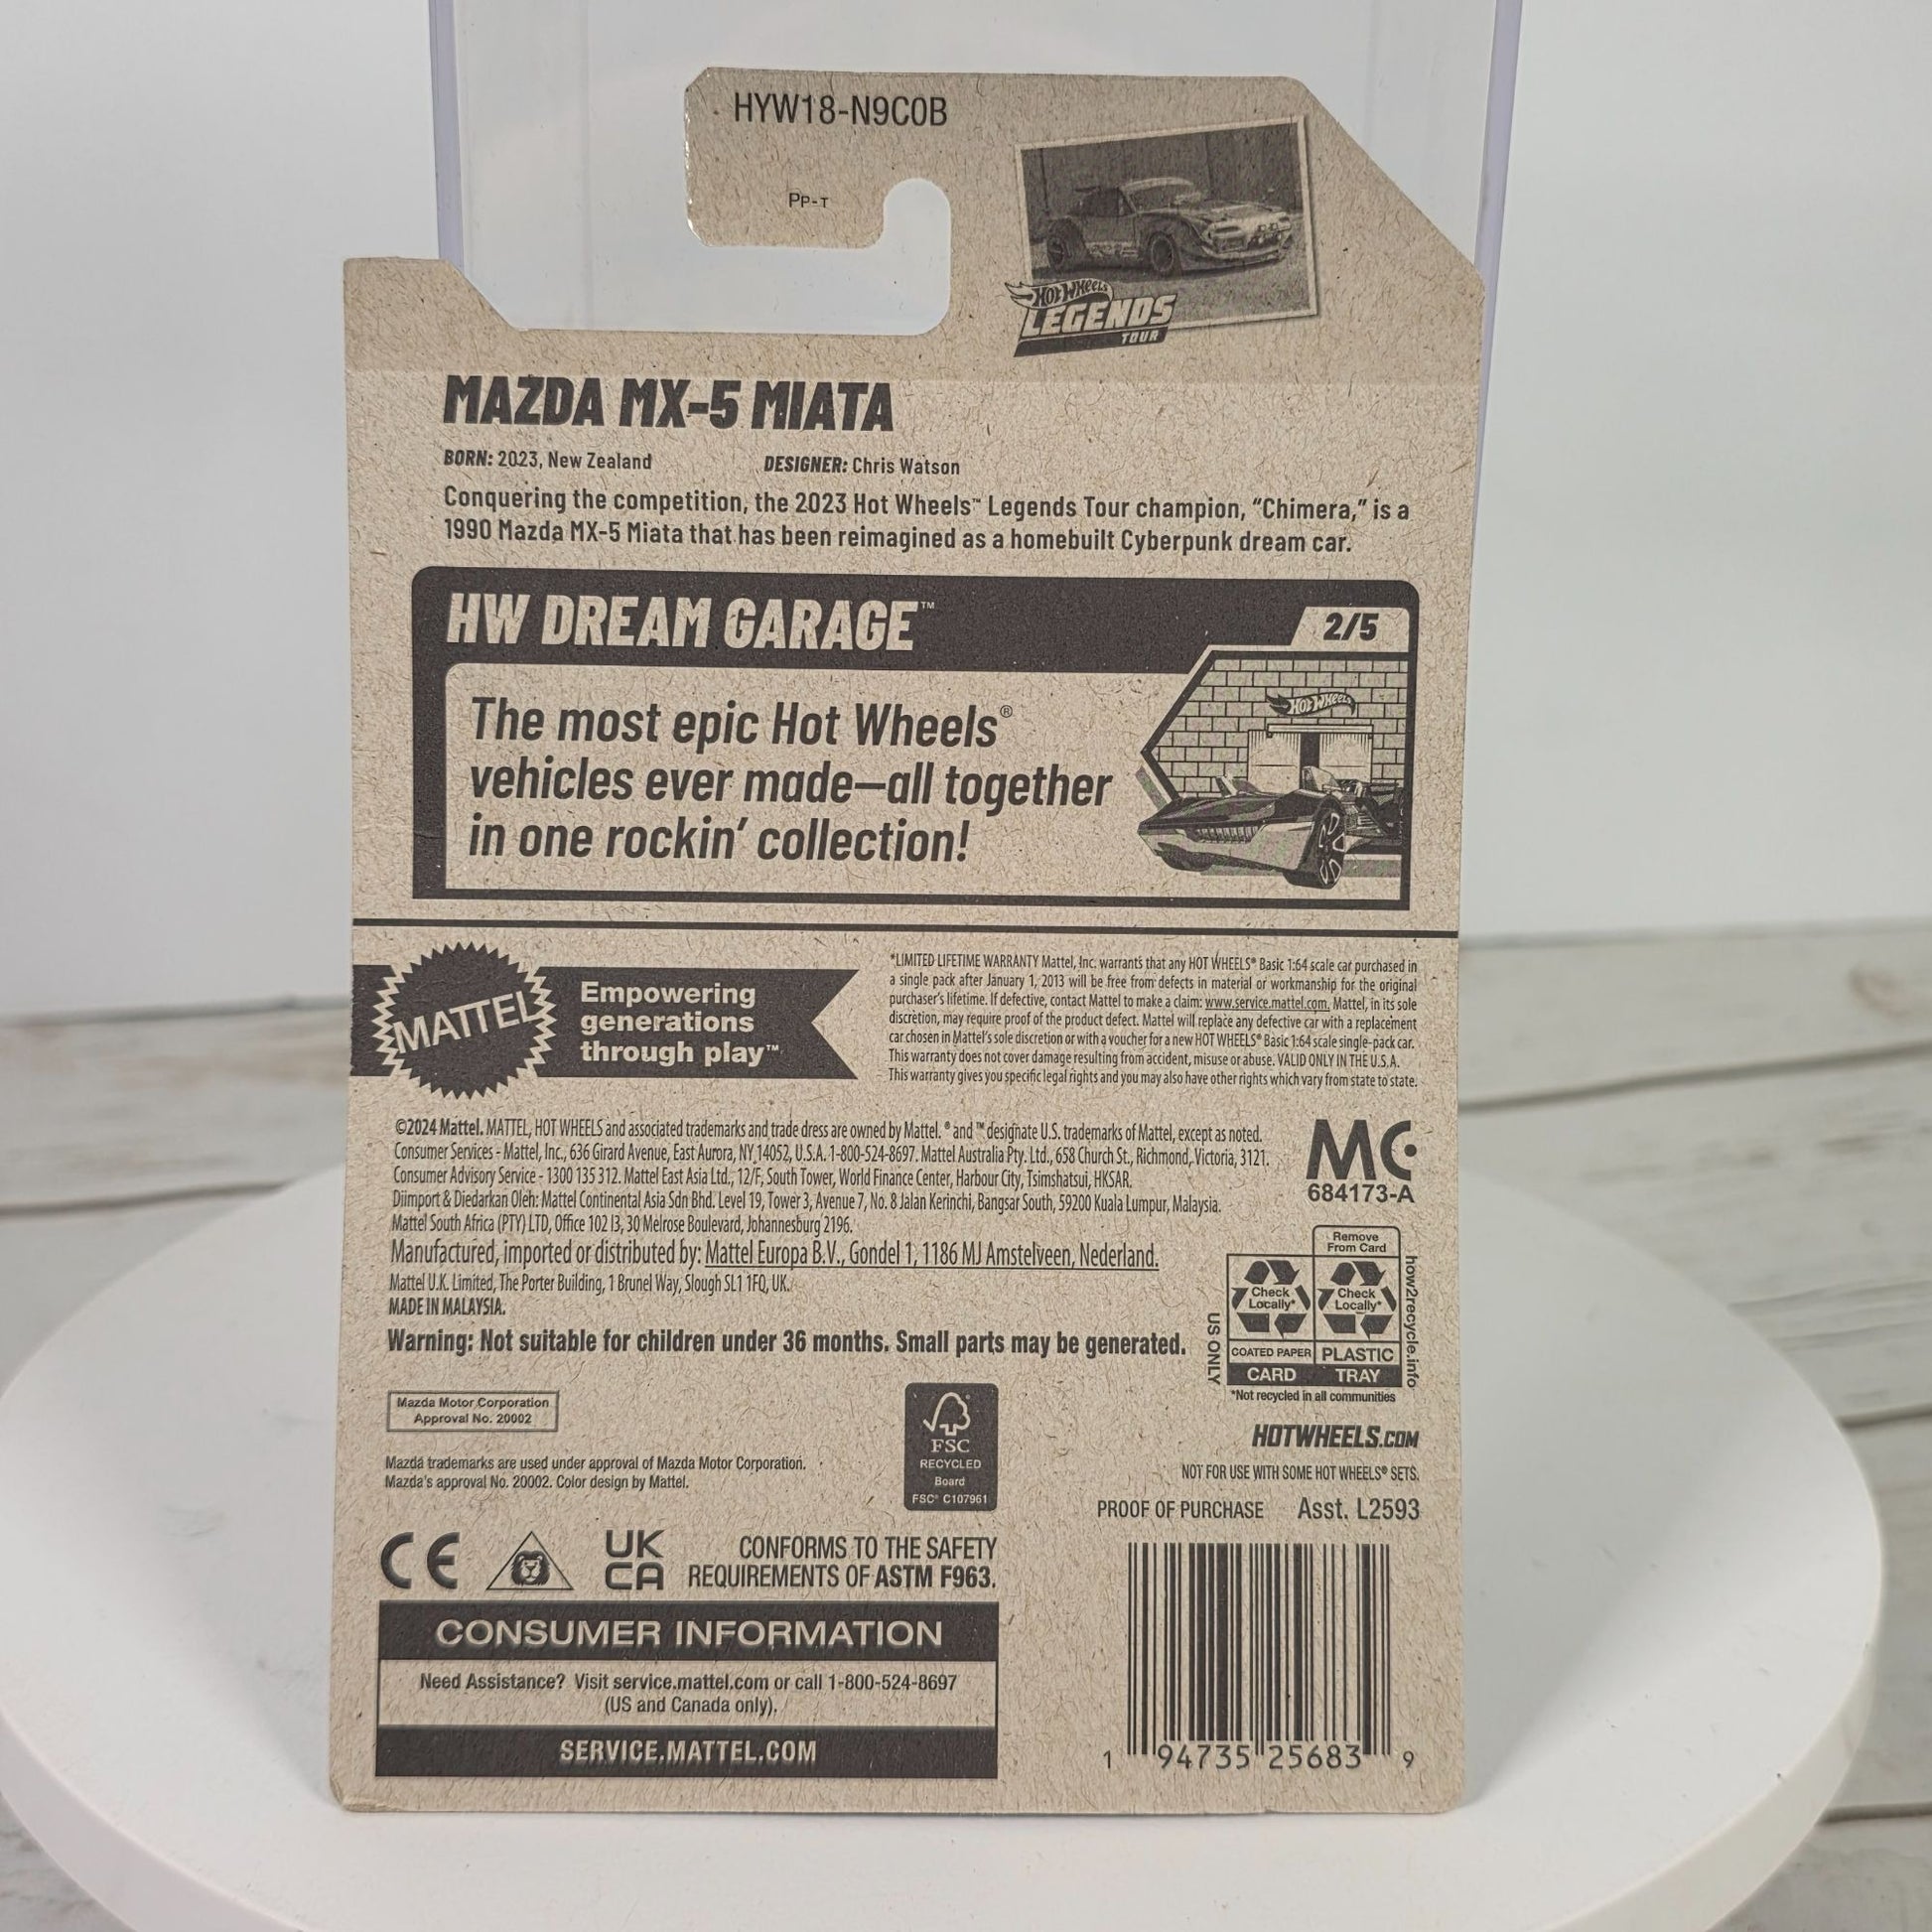 HYW18-N9C0B
PP-T
HOT WHEELS
LEGENDS
TOUR
MAZDA MX-5 MIATA
BORN: 2023, New Zealand DESIGNER: Chris Watson
Conquering the competition, the 2023 Hot Wheels™ Legends Tour champion, “Chimera,” is a
1990 Mazda MX-5 Miata that has been reimagined as a homebuilt Cyberpunk dream car.
HW DREAM GARAGE™
2/5
HOT WHEELS
The most epic Hot Wheels®
vehicles ever made—all together
in one rockin’ collection!
MATTEL
Empowering
generations
through play™
*LIMITED LIFETIME WARRANTY Mattel, Inc. warrants that any HOT WHEELS® Basic 1:64 scale car purchased in
a single pack after January 1, 2013 will be free from defects in material or workmanship for the original
purchaser’s lifetime. If defective, contact Mattel to make a claim: www.service.mattel.com. Mattel, in its sole
discretion, may require proof of the product defect. Mattel will replace any defective car with a replacement
car chosen in Mattel’s sole discretion or with a voucher for a new HOT WHEELS® Basic 1:64 scale single-pack car.
This warranty does not cover damage resulting from accident, misuse or abuse. VALID ONLY IN THE U.S.A.
This warranty gives you specific legal rights and you may also have other rights which vary from state to state.
©2024 Mattel. MATTEL, HOT WHEELS and associated trademarks and trade dress are owned by Mattel. ® and ™ designate U.S. trademarks of Mattel, except as noted.
Consumer Services - Mattel, Inc., 636 Girard Avenue, East Aurora, NY 14052, U.S.A. 1-800-524-8697. Mattel Australia Pty. Ltd., 658 Church St., Richmond, Victoria, 3121.
Consumer Advisory Service - 1300 135 312. Mattel East Asia Ltd., 12/F, South Tower, World Finance Center, Harbour City, Tsimshatsui, HKSAR.
Diimport & Diedarkan Oleh: Mattel Continental Asia Sdn Bhd. Level 19, Tower 3, Avenue 7, No. 8 Jalan Kerinchi, Bangsar South, 59200 Kuala Lumpur, Malaysia.
Mattel South Africa (PTY) LTD, Office 102 I3, 30 Melrose Boulevard, Johannesburg 2196.
Manufactured, imported or distributed by: Mattel Europa B.V., Gondel 1, 1186 MJ Amstelveen, Nederland.
Mattel U.K. Limited, The Porter Building, 1 Brunel Way, Slough SL1 1FQ, UK.
MADE IN MALAYSIA.
Warning: Not suitable for children under 36 months. Small parts may be generated.
MC
684173-A
Remove
From Card
Check
Locally*
Check
Locally*
COATED PAPER PLASTIC
CARD TRAY
US ONLY
how2recycle.info
*Not recycled in all communities
Mazda Motor Corporation
Approval No. 20002
Mazda trademarks are used under approval of Mazda Motor Corporation.
Mazda’s approval No. 20002. Color design by Mattel.
FSC
RECYCLED
Board
FSC® C107961
HOTWHEELS.COM
NOT FOR USE WITH SOME HOT WHEELS® SETS.
PROOF OF PURCHASE Asst. L2593
CE
UK
CA
CONFORMS TO THE SAFETY
REQUIREMENTS OF ASTM F963.
CONSUMER INFORMATION
Need Assistance? Visit service.mattel.com or call 1-800-524-8697
(US and Canada only).
SERVICE.MATTEL.COM
1 94735 25683 9